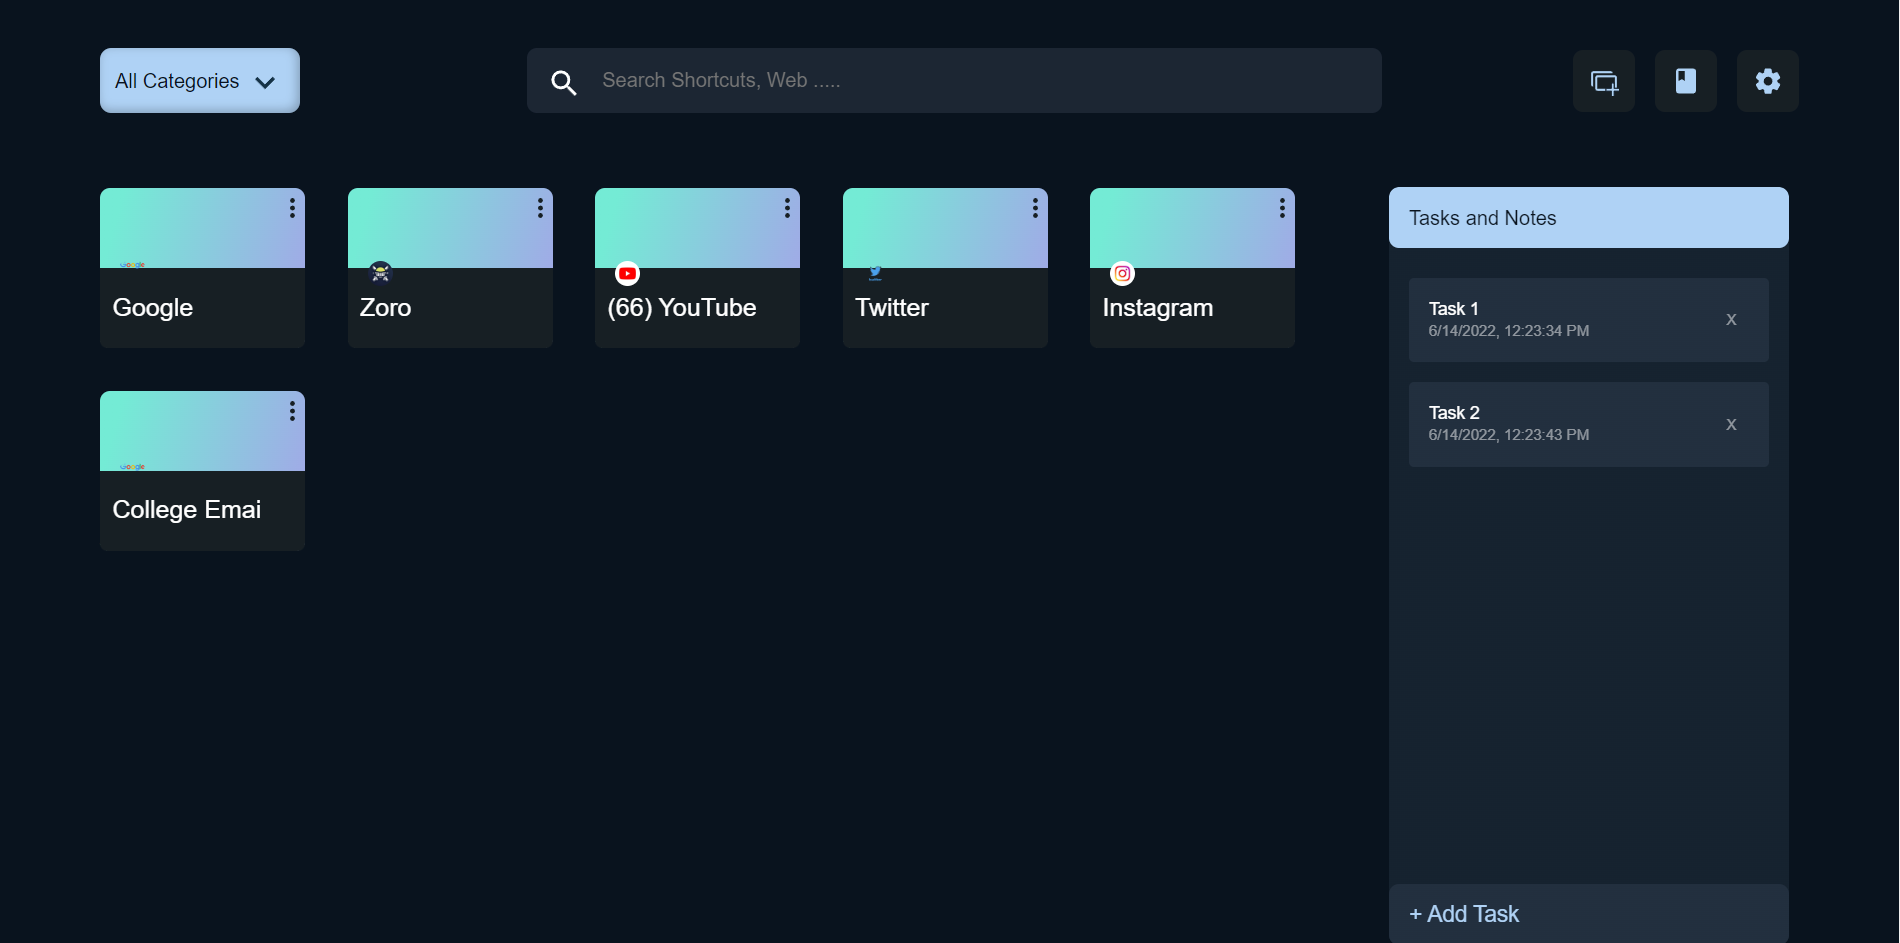 All Categories
Search Shortcuts, Web .....
Google
Zoro
(66) YouTube
Twitter
Instagram
College Emai
Tasks and Notes
Task 1
6/14/2022, 12:23:34 PM
x
Task 2
6/14/2022, 12:23:43 PM
x
+ Add Task